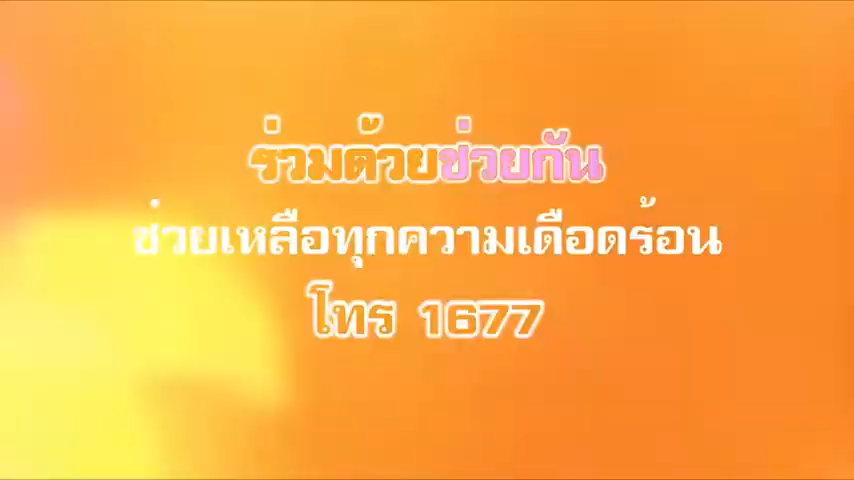 ร่วมด้วยช่วยกัน
ช่วยเหลือทุกความเดือดร้อน
โทร 1677